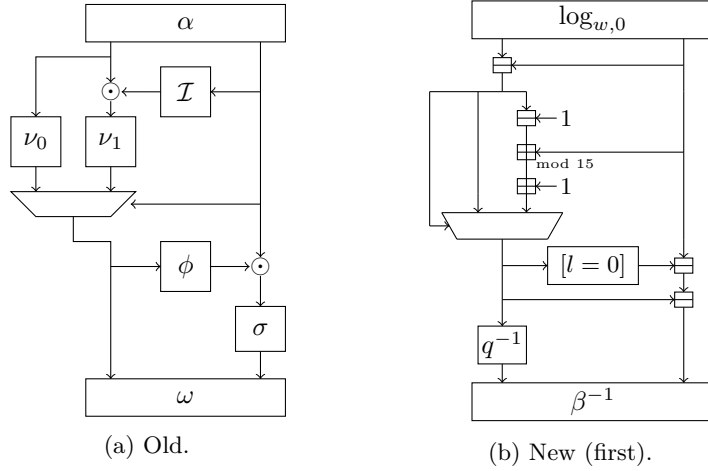 α
𝓘
ν₀
ν₁
φ
σ
ω
(a) Old.
log_{w,0}
1
mod 15
1
[l = 0]
q⁻¹
β⁻¹
(b) New (first).